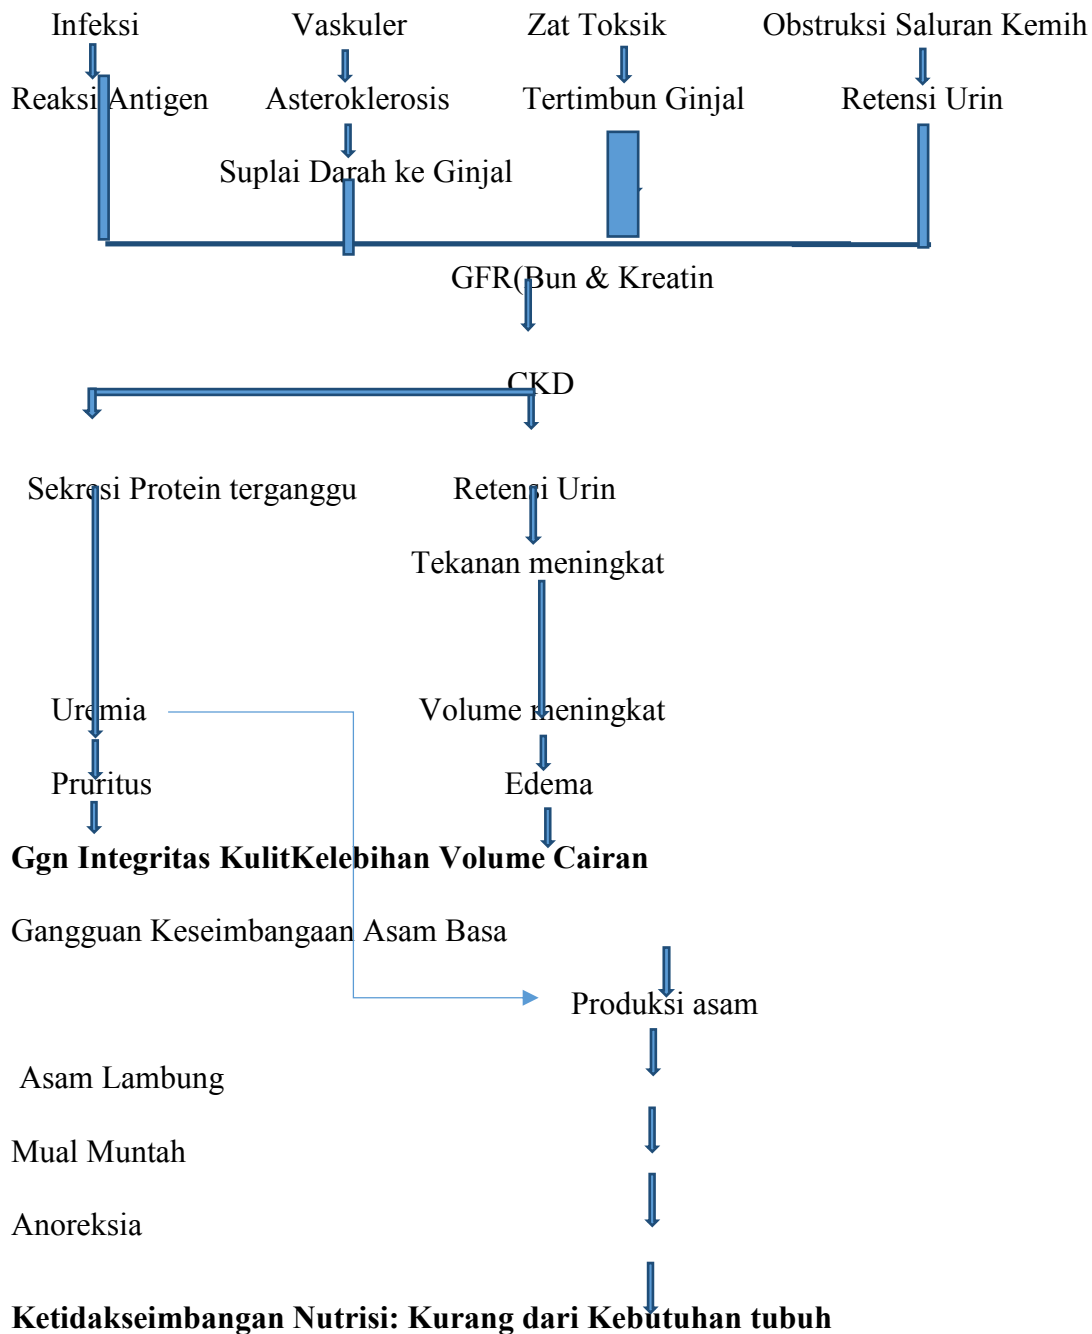 Infeksi Vaskuler Zat Toksik Obstruksi Saluran Kemih
Reaksi Antigen Asteroklerosis Tertimbun Ginjal Retensi Urin
Suplai Darah ke Ginjal
GFR(Bun & Kreatin
CKD
Sekresi Protein terganggu Retensi Urin
Tekanan meningkat
Uremia Volume meningkat
Pruritus Edema
Ggn Integritas KulitKelebihan Volume Cairan
Gangguan Keseimbangaan Asam Basa
Produksi asam
Asam Lambung
Mual Muntah
Anoreksia
Ketidakseimbangan Nutrisi: Kurang dari Kebutuhan tubuh